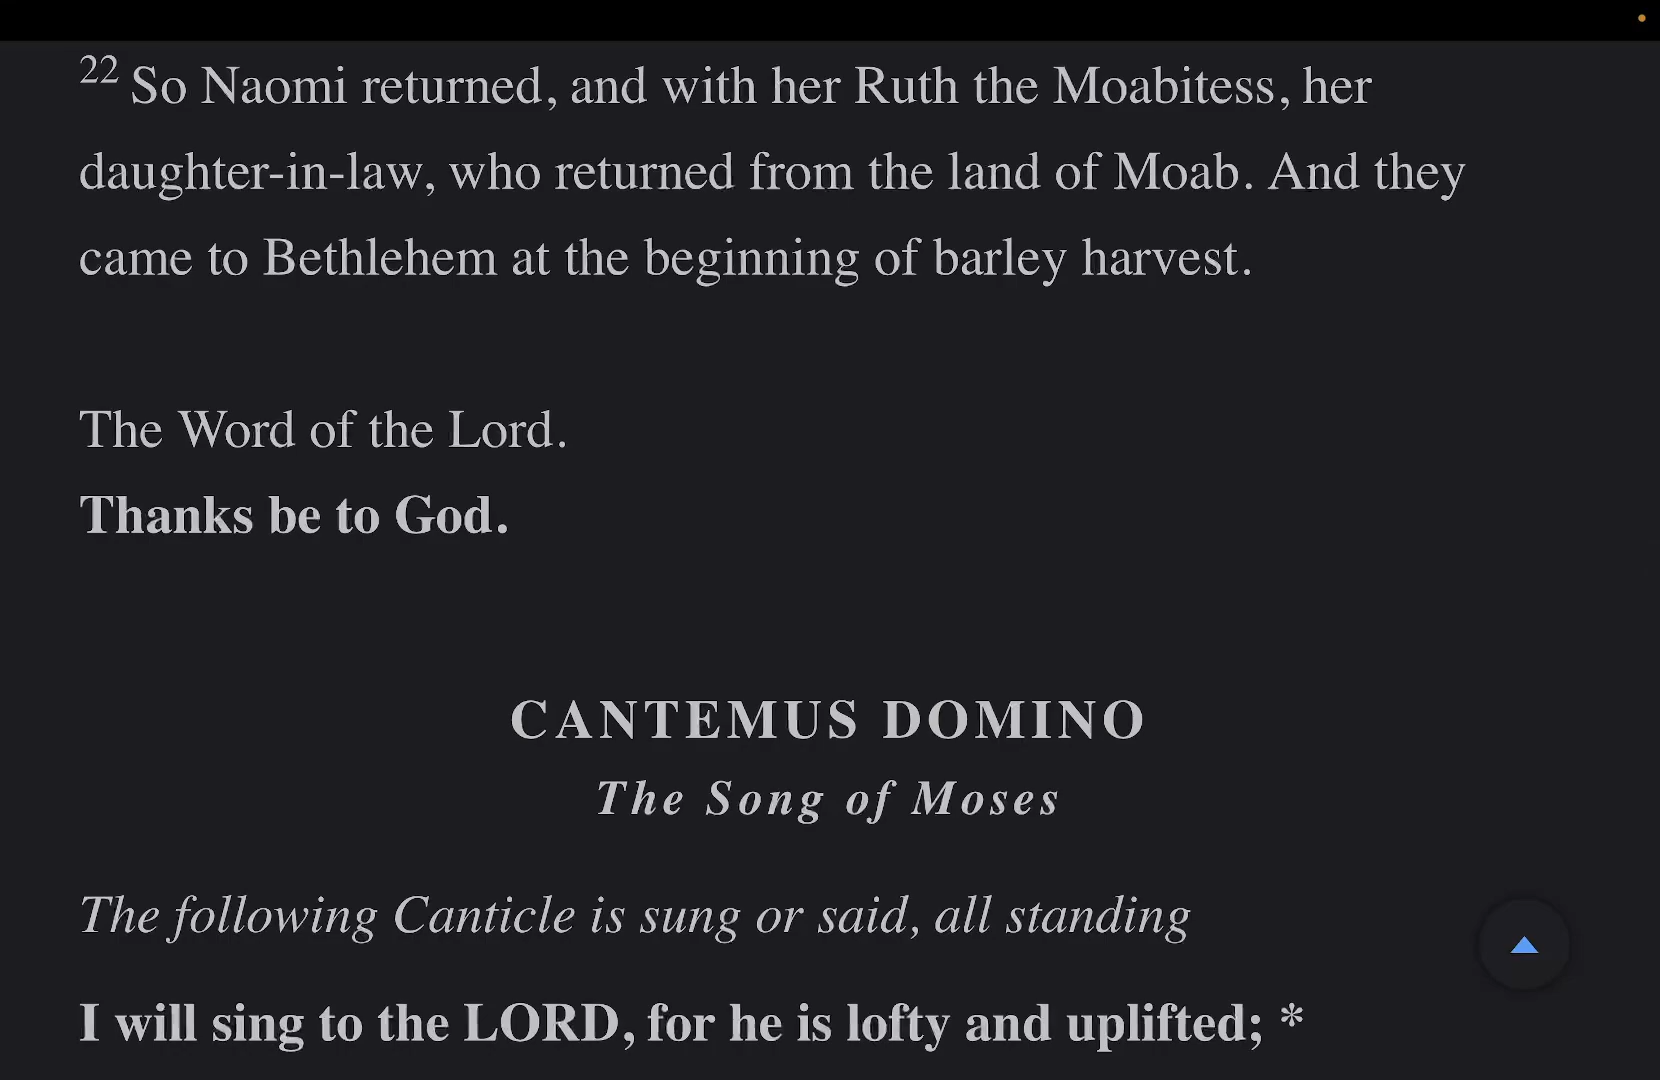 22 So Naomi returned, and with her Ruth the Moabitess, her
daughter-in-law, who returned from the land of Moab. And they
came to Bethlehem at the beginning of barley harvest.
The Word of the Lord.
Thanks be to God.
CANTEMUS DOMINO
The Song of Moses
The following Canticle is sung or said, all standing
I will sing to the LORD, for he is lofty and uplifted; *